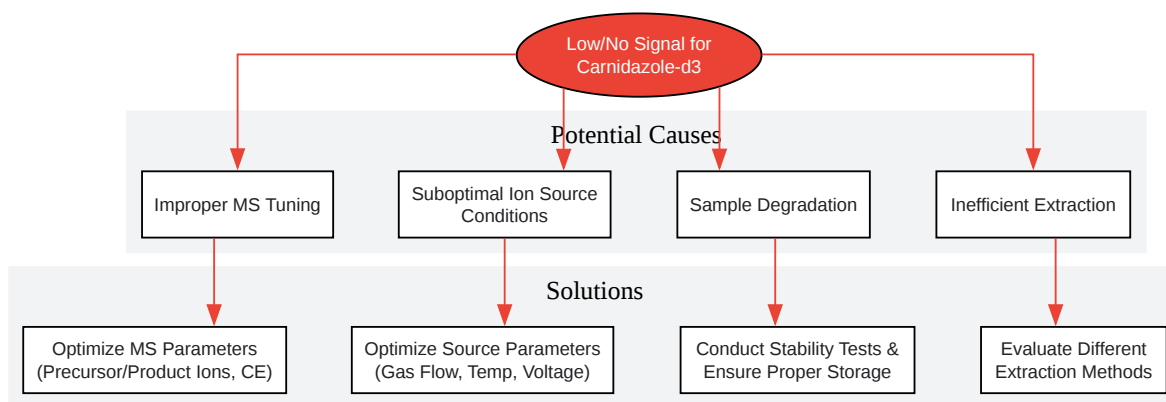 Low/No Signal for
Carnidazole-d3
Potential Causes
Improper MS Tuning
Suboptimal Ion Source
Conditions
Sample Degradation
Inefficient Extraction
Solutions
Optimize MS Parameters
(Precursor/Product Ions, CE)
Optimize Source Parameters
(Gas Flow, Temp, Voltage)
Conduct Stability Tests &
Ensure Proper Storage
Evaluate Different
Extraction Methods